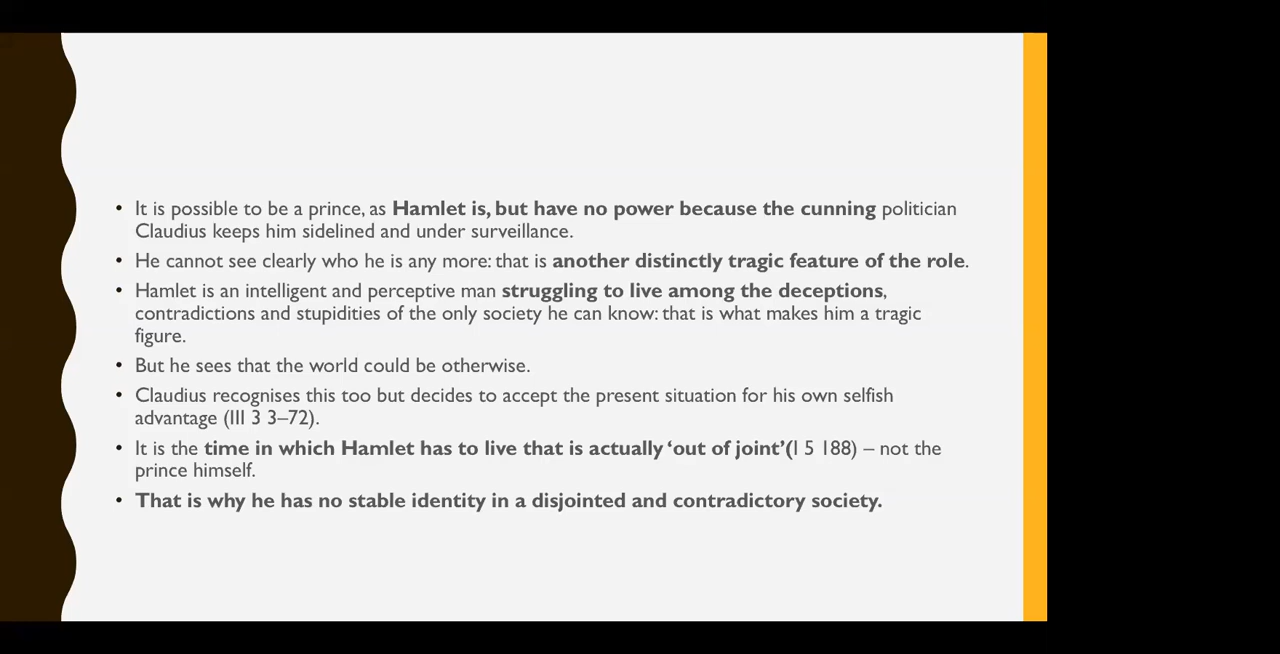 • It is possible to be a prince, as Hamlet is, but have no power because the cunning politician
Claudius keeps him sidelined and under surveillance.
• He cannot see clearly who he is any more: that is another distinctly tragic feature of the role.
• Hamlet is an intelligent and perceptive man struggling to live among the deceptions,
contradictions and stupidities of the only society he can know: that is what makes him a tragic
figure.
• But he sees that the world could be otherwise.
• Claudius recognises this too but decides to accept the present situation for his own selfish
advantage (III 3 3–72).
• It is the time in which Hamlet has to live that is actually ‘out of joint’(I 5 188) – not the
prince himself.
• That is why he has no stable identity in a disjointed and contradictory society.